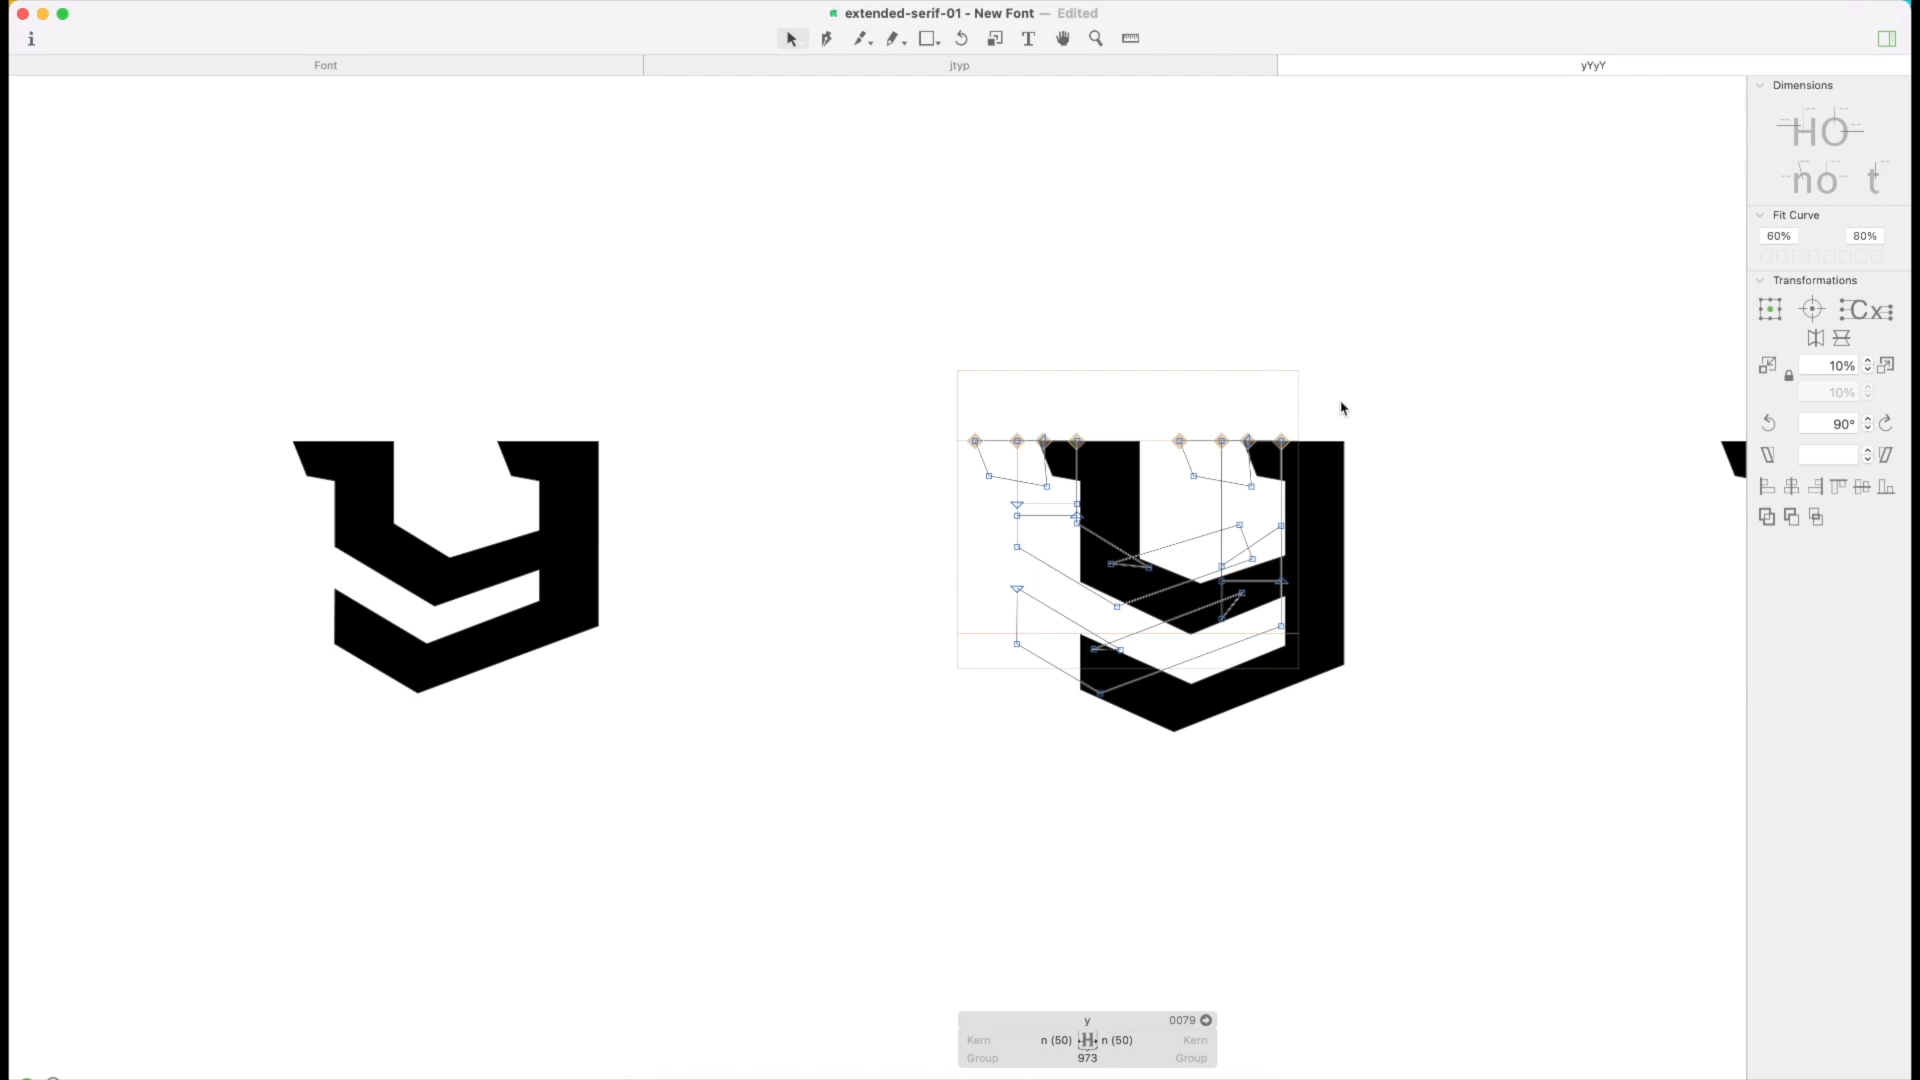 extended-serif-01 - New Font — Edited
Font
jtyp
yYyY
Dimensions
HO
no t
Fit Curve
60% 80%
Transformations
Cx
10%
10%
90°
y 0079
Kern n (50) H n (50) Kern
Group 973 Group